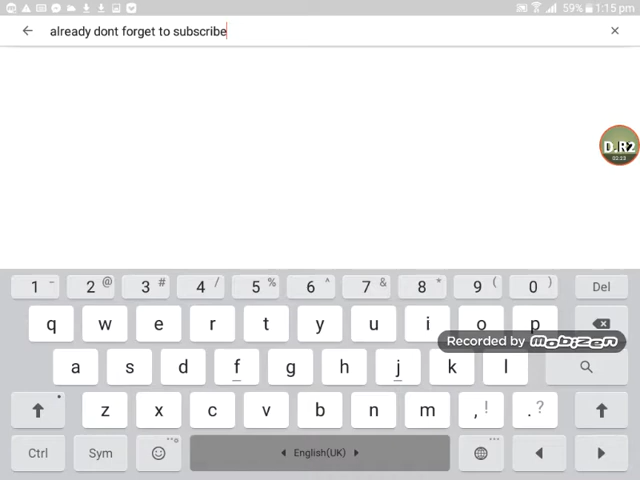 59% 1:15 pm
already dont forget to subscribe
D.R2
1 - 2 @ 3 # 4 / 5 % 6 ^ 7 & 8 * 9 ( 0 ) Del
q w e r t y u i o p
Recorded by mobizen
a s d f g h j k l
z x c v b n m , ! . ?
Ctrl Sym English(UK)